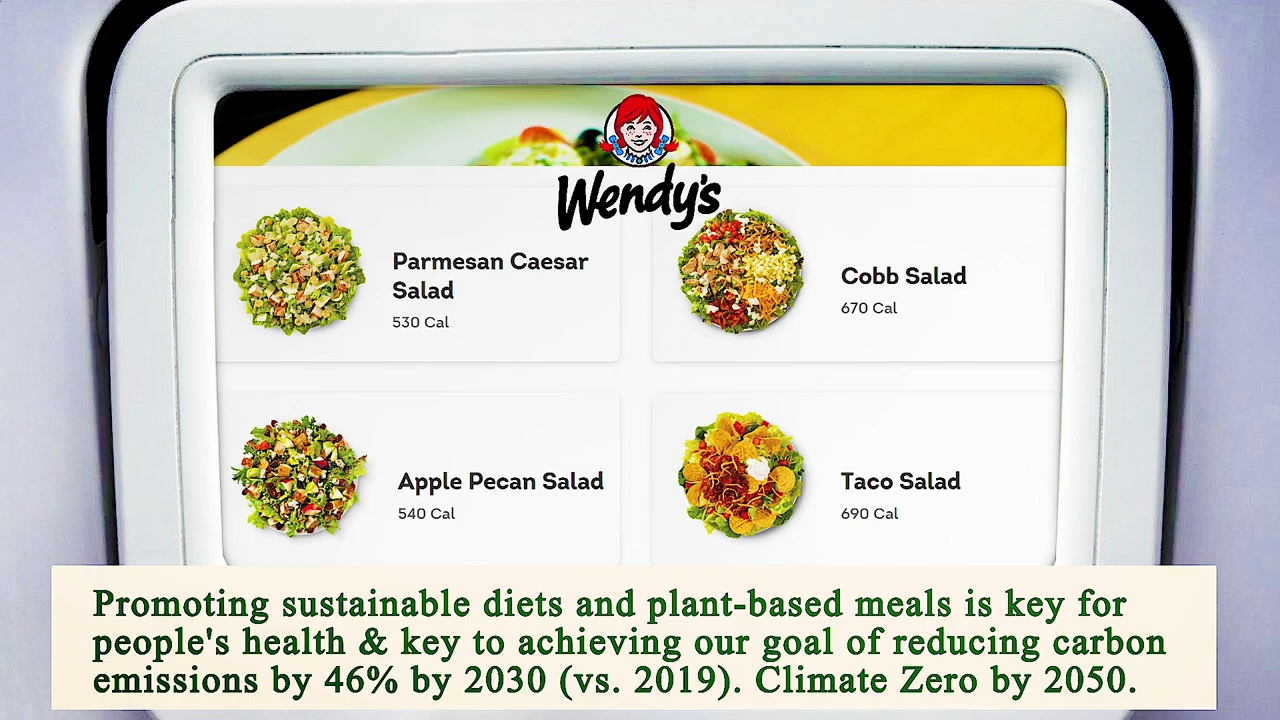 Wendy's
Parmesan Caesar
Salad
530 Cal
Cobb Salad
670 Cal
Apple Pecan Salad
540 Cal
Taco Salad
690 Cal
Promoting sustainable diets and plant-based meals is key for
people's health & key to achieving our goal of reducing carbon
emissions by 46% by 2030 (vs. 2019). Climate Zero by 2050.